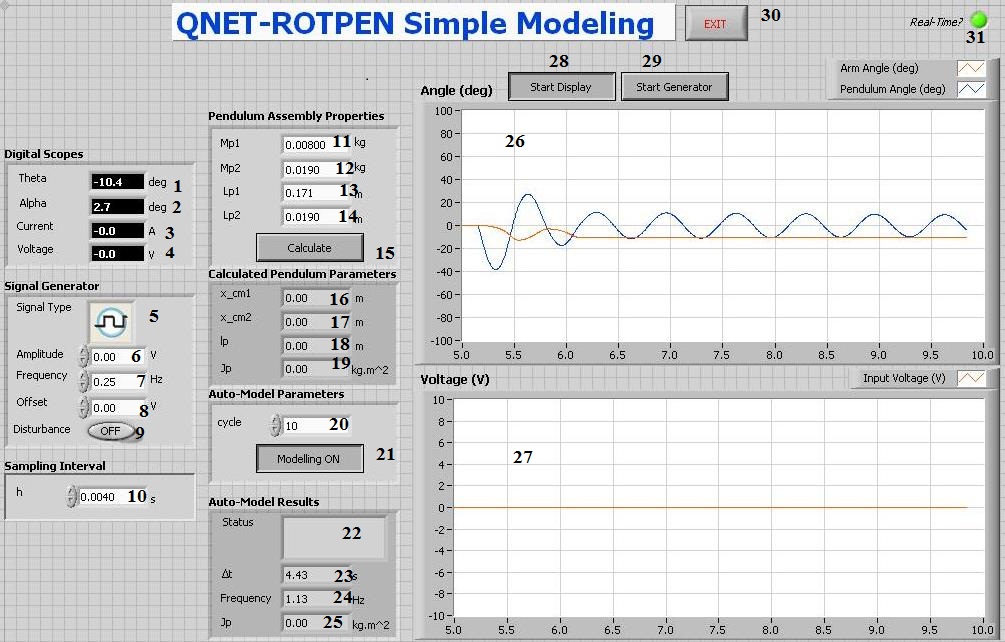 QNET-ROTPEN Simple Modeling
EXIT
30
Real-Time?
31
28
29
Arm Angle (deg)
Pendulum Angle (deg)
Angle (deg)
Start Display
Start Generator
100
80
60
40
20
0
-20
-40
-60
-80
-100
26
5.0 5.5 6.0 6.5 7.0 7.5 8.0 8.5 9.0 9.5 10.0
Digital Scopes
Theta -10.4 deg 1
Alpha 2.7 deg 2
Current -0.0 A 3
Voltage -0.0 V 4
Signal Generator
Signal Type 5
Amplitude 0.00 6 V
Frequency 0.25 7 Hz
Offset 0.00 8 V
Disturbance OFF 9
Sampling Interval
h 0.0040 10 s
Pendulum Assembly Properties
Mp1 0.00800 11 kg
Mp2 0.0190 12 kg
Lp1 0.171 13 m
Lp2 0.0190 14 m
Calculate 15
Calculated Pendulum Parameters
x_cm1 0.00 16 m
x_cm2 0.00 17 m
lp 0.00 18 m
Jp 0.00 19 kg.m^2
Auto-Model Parameters
cycle 10 20
Modelling ON 21
Auto-Model Results
Status 22
Δt 4.43 23 s
Frequency 1.13 24 Hz
Jp 0.00 25 kg.m^2
Voltage (V)
Input Voltage (V)
10
8
6
4
2
0
-2
-4
-6
-8
-10
27
5.0 5.5 6.0 6.5 7.0 7.5 8.0 8.5 9.0 9.5 10.0